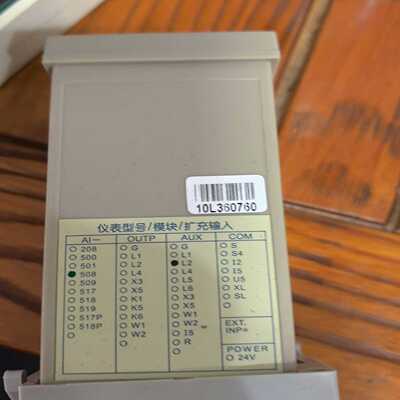 10L360760
仪表型号/模块/扩充输入
AI- OUTP AUX COM
208 G G S
500 L1 L1 S4
501 L2 L2 I2
508 L4 L4 I5
509 X3 L5 U5
517 X5 L6 XL
518 K1 X3 SL
519 K5 X5
517P K6 W1 EXT.
518P W1 W2 INP=
W2 I5
R POWER
24V